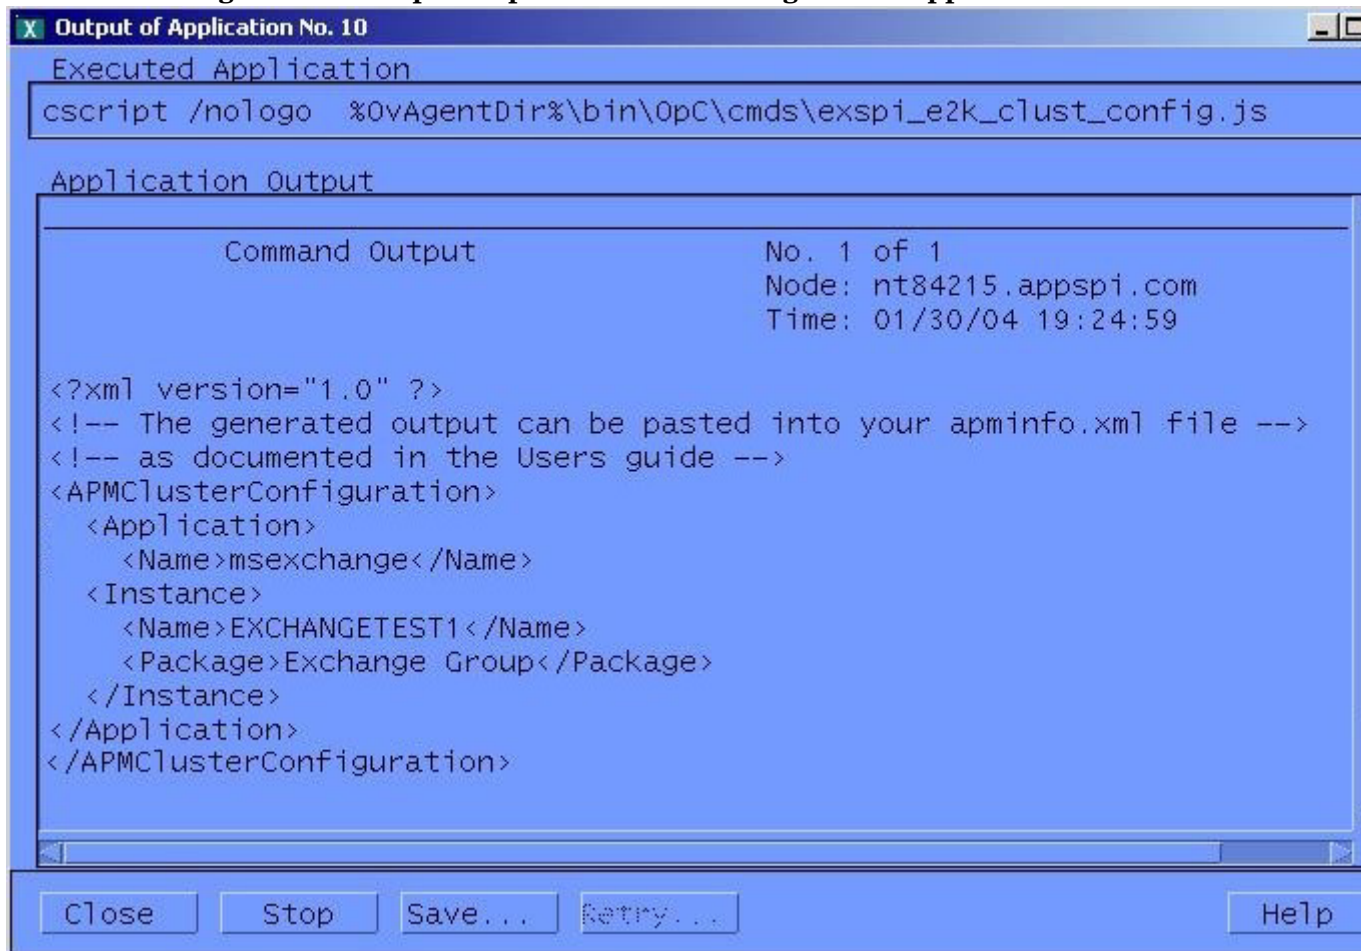 X Output of Application No. 10
Executed Application
cscript /nologo  %OvAgentDir%\bin\OpC\cmds\exspi_e2k_clust_config.js
Application Output
Command Output No. 1 of 1
Node: nt84215.appspi.com
Time: 01/30/04 19:24:59
<?xml version="1.0" ?>
<!-- The generated output can be pasted into your apminfo.xml file -->
<!-- as documented in the Users guide -->
<APMClusterConfiguration>
  <Application>
    <Name>msexchange</Name>
  <Instance>
    <Name>EXCHANGETEST1</Name>
    <Package>Exchange Group</Package>
  </Instance>
</Application>
</APMClusterConfiguration>
Close Stop Save... Retry... Help